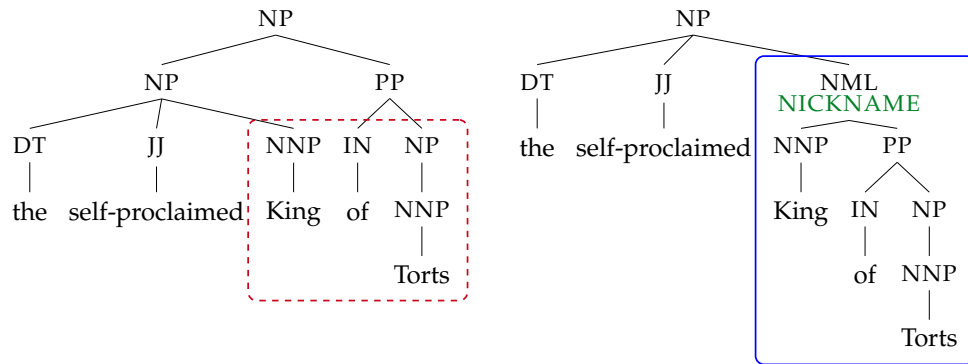 NP NP
NP PP DT JJ NML
NICKNAME
DT JJ NNP IN NP the self-proclaimed NNP PP
the self-proclaimed King of NNP King IN NP
Torts of NNP
Torts